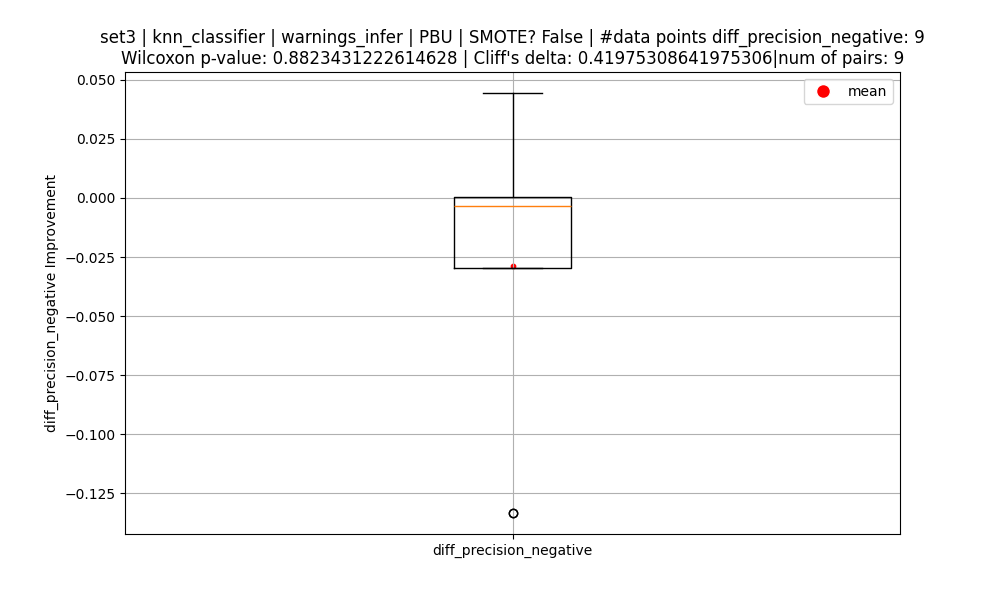 set3 | knn_classifier | warnings_infer | PBU | SMOTE? False | #data points diff_precision_negative: 9
Wilcoxon p-value: 0.8823431222614628 | Cliff's delta: 0.41975308641975306|num of pairs: 9
mean
0.050
0.025
0.000
−0.025
−0.050
−0.075
−0.100
−0.125
diff_precision_negative Improvement
diff_precision_negative